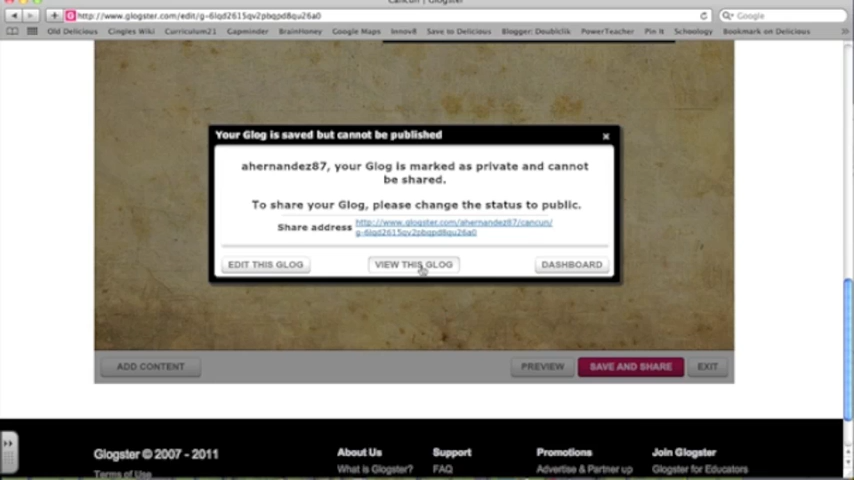 Cancun | Glogster
http://www.glogster.com/edit/g-6lqd2615qv2pbqpd8qu26a0
Google
Old Delicious Cingles Wiki Curriculum21 Gapminder BrainHoney Google Maps Innov8 Save to Delicious Blogger: Doublclik PowerTeacher Pin It Schoology Bookmark on Delicious
Your Glog is saved but cannot be published
ahernandez87, your Glog is marked as private and cannot
be shared.
To share your Glog, please change the status to public.
Share address http://www.glogster.com/ahernandez87/cancun/
g-6lqd2615qv2pbqpd8qu26a0
EDIT THIS GLOG VIEW THIS GLOG DASHBOARD
ADD CONTENT PREVIEW SAVE AND SHARE EXIT
Glogster © 2007 - 2011 About Us Support Promotions Join Glogster
Terms of Use What is Glogster? FAQ Advertise & Partner up Glogster for Educators